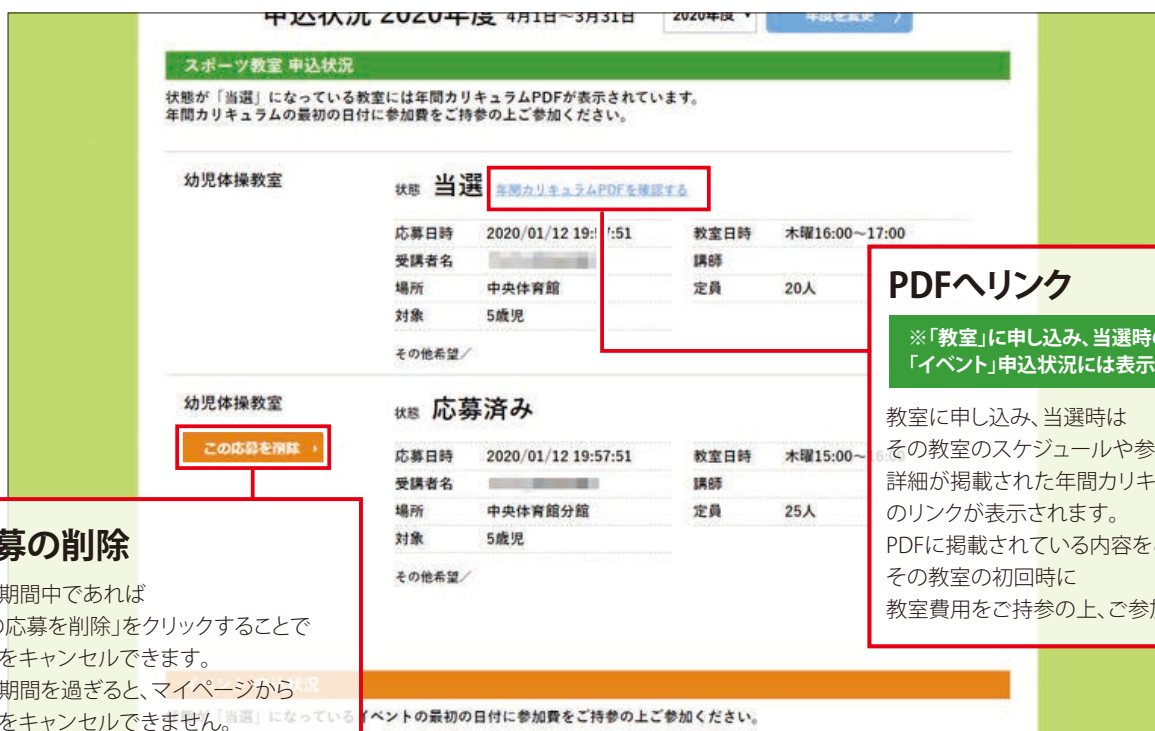 申込状況 2020年度 4月1日〜3月31日 2020年度 年度を変更
スポーツ教室 申込状況
状態が「当選」になっている教室には年間カリキュラムPDFが表示されています。
年間カリキュラムの最初の日付に参加費をご持参の上ご参加ください。
幼児体操教室
状態 当選 年間カリキュラムPDFを確認する
応募日時 2020/01/12 19:5 :51 教室日時 木曜16:00〜17:00
受講者名 講師
場所 中央体育館 定員 20人
対象 5歳児
その他希望／
幼児体操教室
この応募を削除
状態 応募済み
応募日時 2020/01/12 19:57:51 教室日時 木曜15:00〜16:00
受講者名 講師
場所 中央体育館分館 定員 25人
対象 5歳児
その他希望／
PDFへリンク
※「教室」に申し込み、当選時
「イベント」申込状況には表示
教室に申し込み、当選時は
その教室のスケジュールや参
詳細が掲載された年間カリキ
のリンクが表示されます。
PDFに掲載されている内容を
その教室の初回時に
教室費用をご持参の上、ご参
募の削除
期間中であれば
応募を削除」をクリックすることで
をキャンセルできます。
期間を過ぎると、マイページから
をキャンセルできません。
状況
「当選」になっているイベントの最初の日付に参加費をご持参の上ご参加ください。